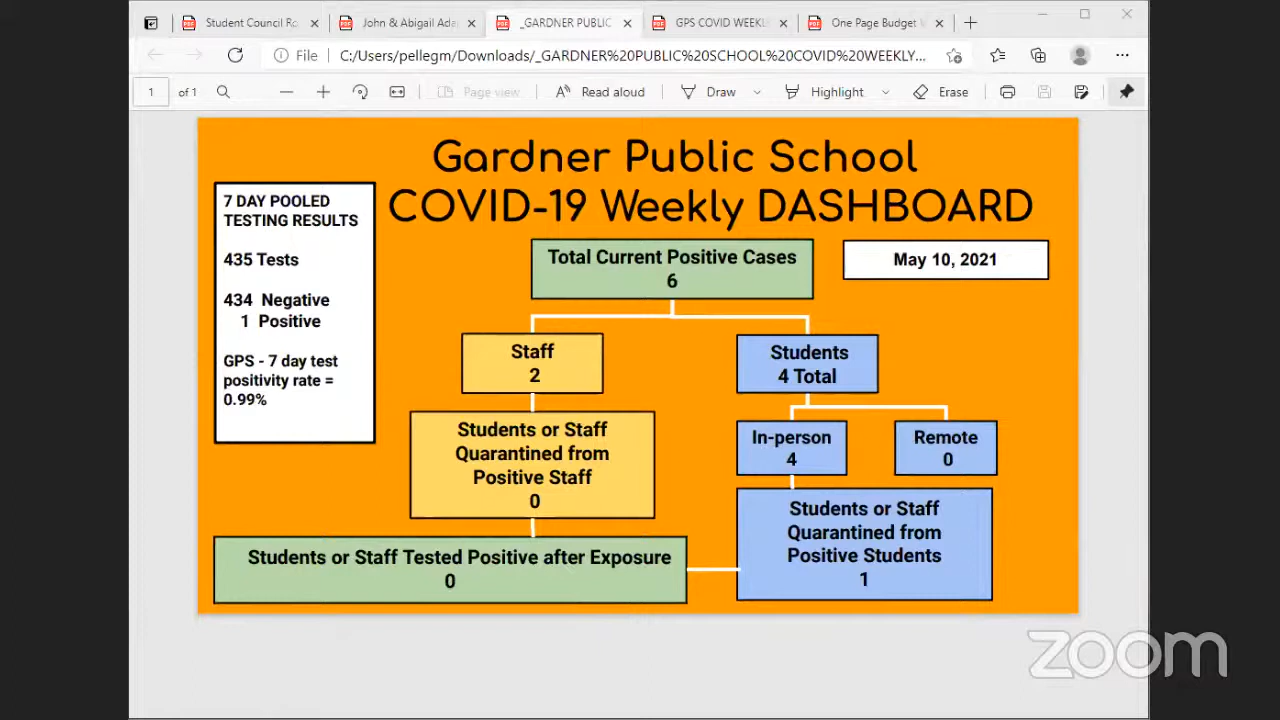 Student Council Ro
John & Abigail Ada
_GARDNER PUBLIC
GPS COVID WEEKL
One Page Budget
File
C:/Users/pellegm/Downloads/_GARDNER%20PUBLIC%20SCHOOL%20COVID%20WEEKLY...
1
of 1
Page view
Read aloud
Draw
Highlight
Erase
Gardner Public School
COVID-19 Weekly DASHBOARD
7 DAY POOLED
TESTING RESULTS
435 Tests
434 Negative
1 Positive
GPS - 7 day test
positivity rate =
0.99%
Total Current Positive Cases
6
May 10, 2021
Staff
2
Students
4 Total
Students or Staff
Quarantined from
Positive Staff
0
In-person
4
Remote
0
Students or Staff
Quarantined from
Positive Students
1
Students or Staff Tested Positive after Exposure
0
zoom